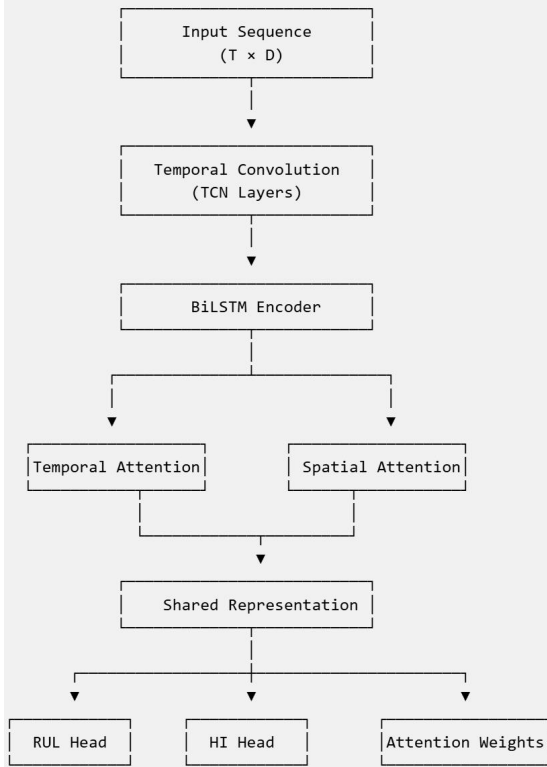 Input Sequence
(T × D)
Temporal Convolution
(TCN Layers)
BiLSTM Encoder
Temporal Attention
Spatial Attention
Shared Representation
RUL Head
HI Head
Attention Weights